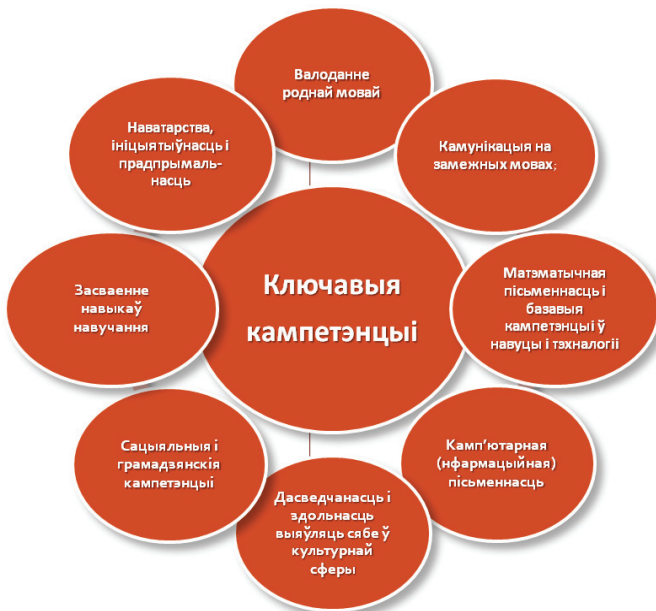 Валоданне
роднай мовай
Камунікацыя на
замежных мовах;
Матэматычная
пісьменнасць і
базавыя
кампетэнцыі ў
навуцы і тэхналогіі
Камп'ютарная
(нфармацыйная)
пісьменнасць
Дасведчанасць і
здольнасць
выяўляць сябе ў
культурнай
сферы
Сацыяльныя і
грамадзянскія
кампетэнцыі
Засваенне
навыкаў
навучання
Наватарства,
ініцыятыўнасць і
прадпрымаль-
насць
Ключавыя
кампетэнцыі